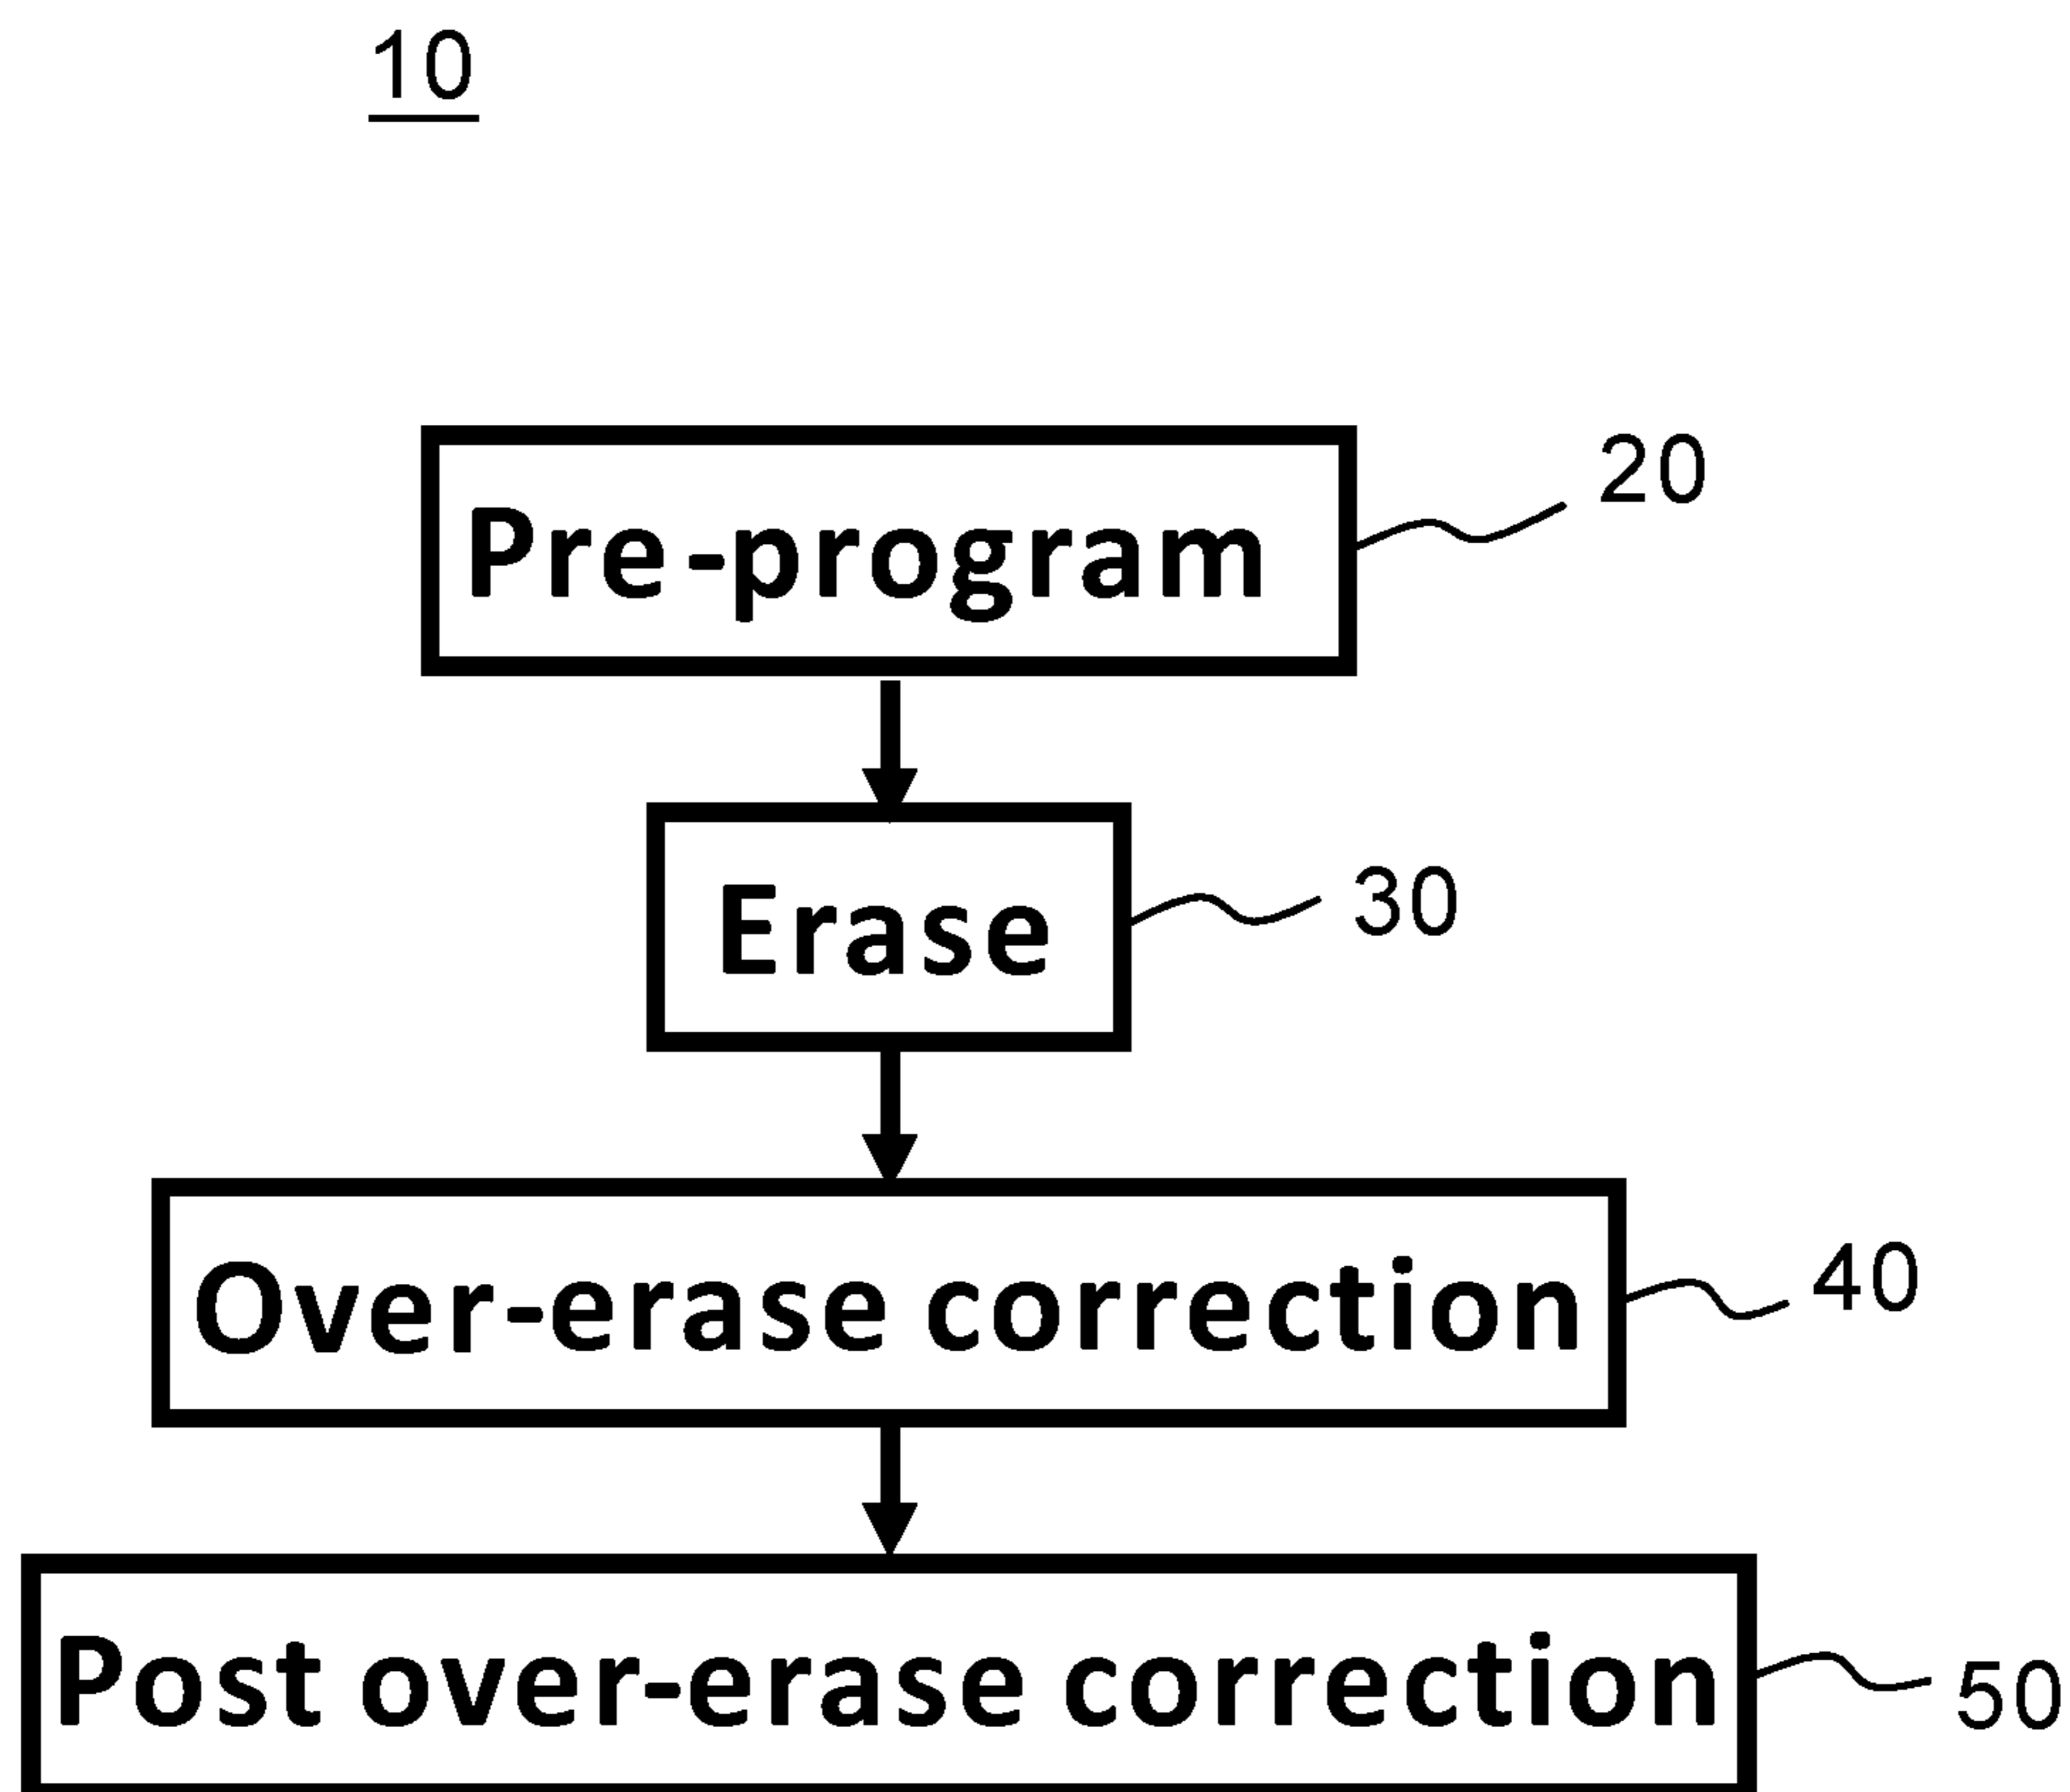 10
Pre-program
20
Erase
30
Over-erase correction
40
Post over-erase correction
50